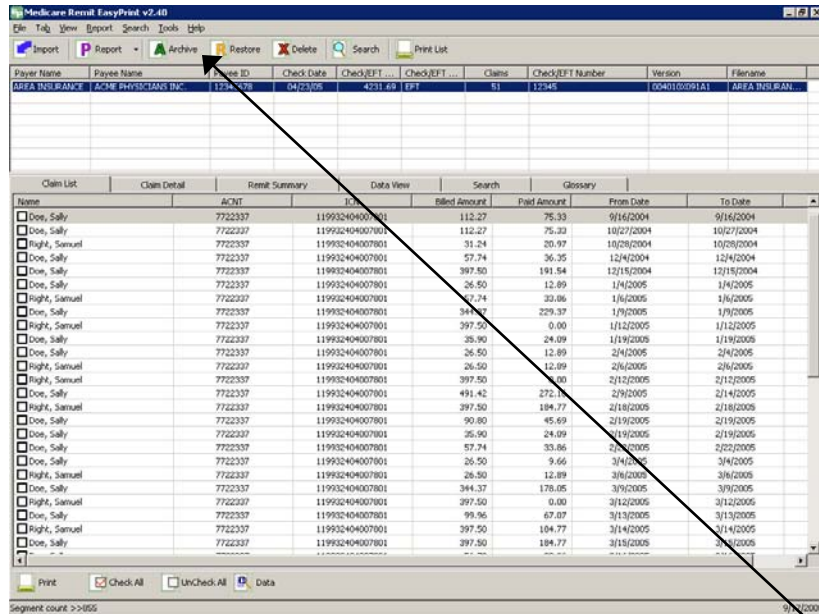 Medicare Remit EasyPrint v2.40
File Tab View Report Search Tools Help
Import Report Archive Restore Delete Search Print List
Payer Name Payee Name Payee ID Check Date Check/EFT ... Check/EFT ... Claims Check/EFT Number Version Filename
AREA INSURANCE ACME PHYSICIANS INC. 12345678 04/23/05 4231.69 EFT 51 12345 004010X091A1 AREA INSURAN...
Claim List Claim Detail Remit Summary Data View Search Glossary
Name ACNT ICN Billed Amount Paid Amount From Date To Date
Doe, Sally 7722337 119932404007801 112.27 75.33 9/16/2004 9/16/2004
Doe, Sally 7722337 119932404007801 112.27 75.33 10/27/2004 10/27/2004
Right, Samuel 7722337 119932404007801 31.24 20.97 10/28/2004 10/28/2004
Doe, Sally 7722337 119932404007801 57.74 36.35 12/4/2004 12/4/2004
Doe, Sally 7722337 119932404007801 397.50 191.54 12/15/2004 12/15/2004
Doe, Sally 7722337 119932404007801 26.50 12.89 1/4/2005 1/4/2005
Right, Samuel 7722337 119932404007801 57.74 33.86 1/6/2005 1/6/2005
Doe, Sally 7722337 119932404007801 344.37 229.37 1/9/2005 1/9/2005
Right, Samuel 7722337 119932404007801 397.50 0.00 1/12/2005 1/12/2005
Doe, Sally 7722337 119932404007801 35.90 24.09 1/19/2005 1/19/2005
Doe, Sally 7722337 119932404007801 26.50 12.89 2/4/2005 2/4/2005
Right, Samuel 7722337 119932404007801 26.50 12.89 2/6/2005 2/6/2005
Right, Samuel 7722337 119932404007801 397.50 0.00 2/12/2005 2/12/2005
Doe, Sally 7722337 119932404007801 491.42 2/9/2005 2/14/2005
Right, Samuel 7722337 119932404007801 397.50 184.77 2/18/2005 2/18/2005
Doe, Sally 7722337 119932404007801 90.80 45.69 2/19/2005 2/19/2005
Doe, Sally 7722337 119932404007801 35.90 24.09 2/19/2005 2/19/2005
Doe, Sally 7722337 119932404007801 57.74 33.86 2/22/2005 2/22/2005
Doe, Sally 7722337 119932404007801 26.50 9.66 3/4/2005 3/4/2005
Right, Samuel 7722337 119932404007801 26.50 12.89 3/6/2005 3/6/2005
Doe, Sally 7722337 119932404007801 344.37 178.05 3/9/2005 3/9/2005
Right, Samuel 7722337 119932404007801 397.50 0.00 3/12/2005 3/12/2005
Doe, Sally 7722337 119932404007801 99.96 67.07 3/13/2005 3/13/2005
Right, Samuel 7722337 119932404007801 397.50 184.77 3/14/2005 3/14/2005
Doe, Sally 7722337 119932404007801 397.50 184.77 3/15/2005 3/15/2005
Print Check All UnCheck All Data
Segment count >>855